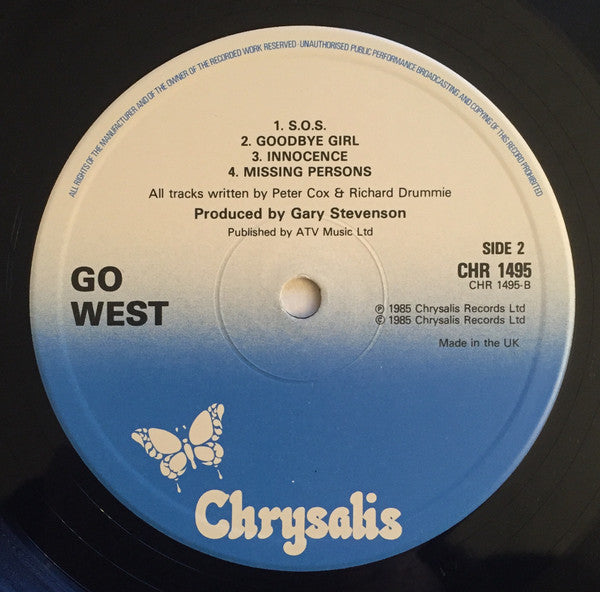 ALL RIGHTS OF THE MANUFACTURER AND OF THE OWNER OF THE RECORDED WORK RESERVED · UNAUTHORISED PUBLIC PERFORMANCE BROADCASTING AND COPYING OF THIS RECORD PROHIBITED
1. S.O.S.
2. GOODBYE GIRL
3. INNOCENCE
4. MISSING PERSONS
All tracks written by Peter Cox & Richard Drummie
Produced by Gary Stevenson
Published by ATV Music Ltd
GO
WEST
SIDE 2
CHR 1495
CHR 1495-B
℗ 1985 Chrysalis Records Ltd
© 1985 Chrysalis Records Ltd
Made in the UK
Chrysalis